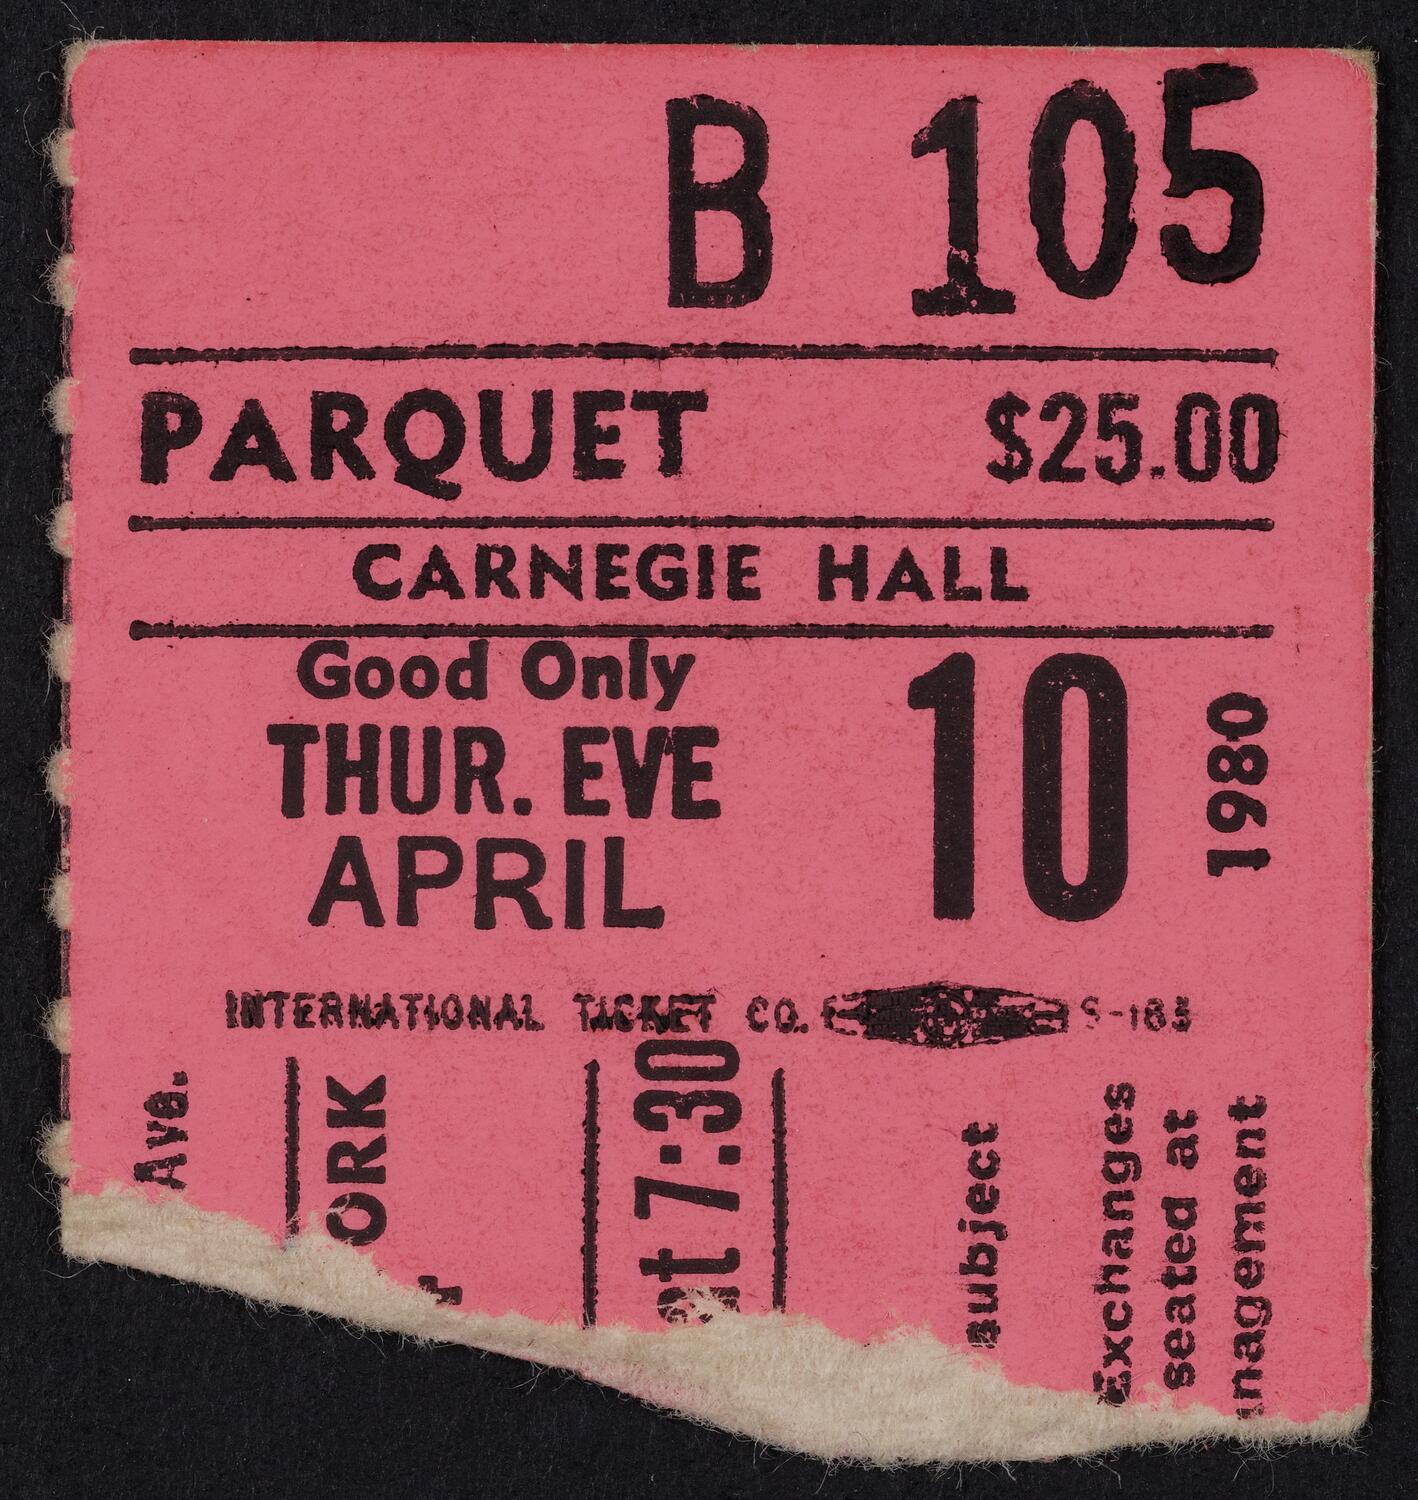 B 105
PARQUET $25.00
CARNEGIE HALL
Good Only
THUR. EVE
APRIL
10
1980
INTERNATIONAL TICKET CO.
Ave.
ORK
at 7:30
subject
Exchanges
seated at
nagement